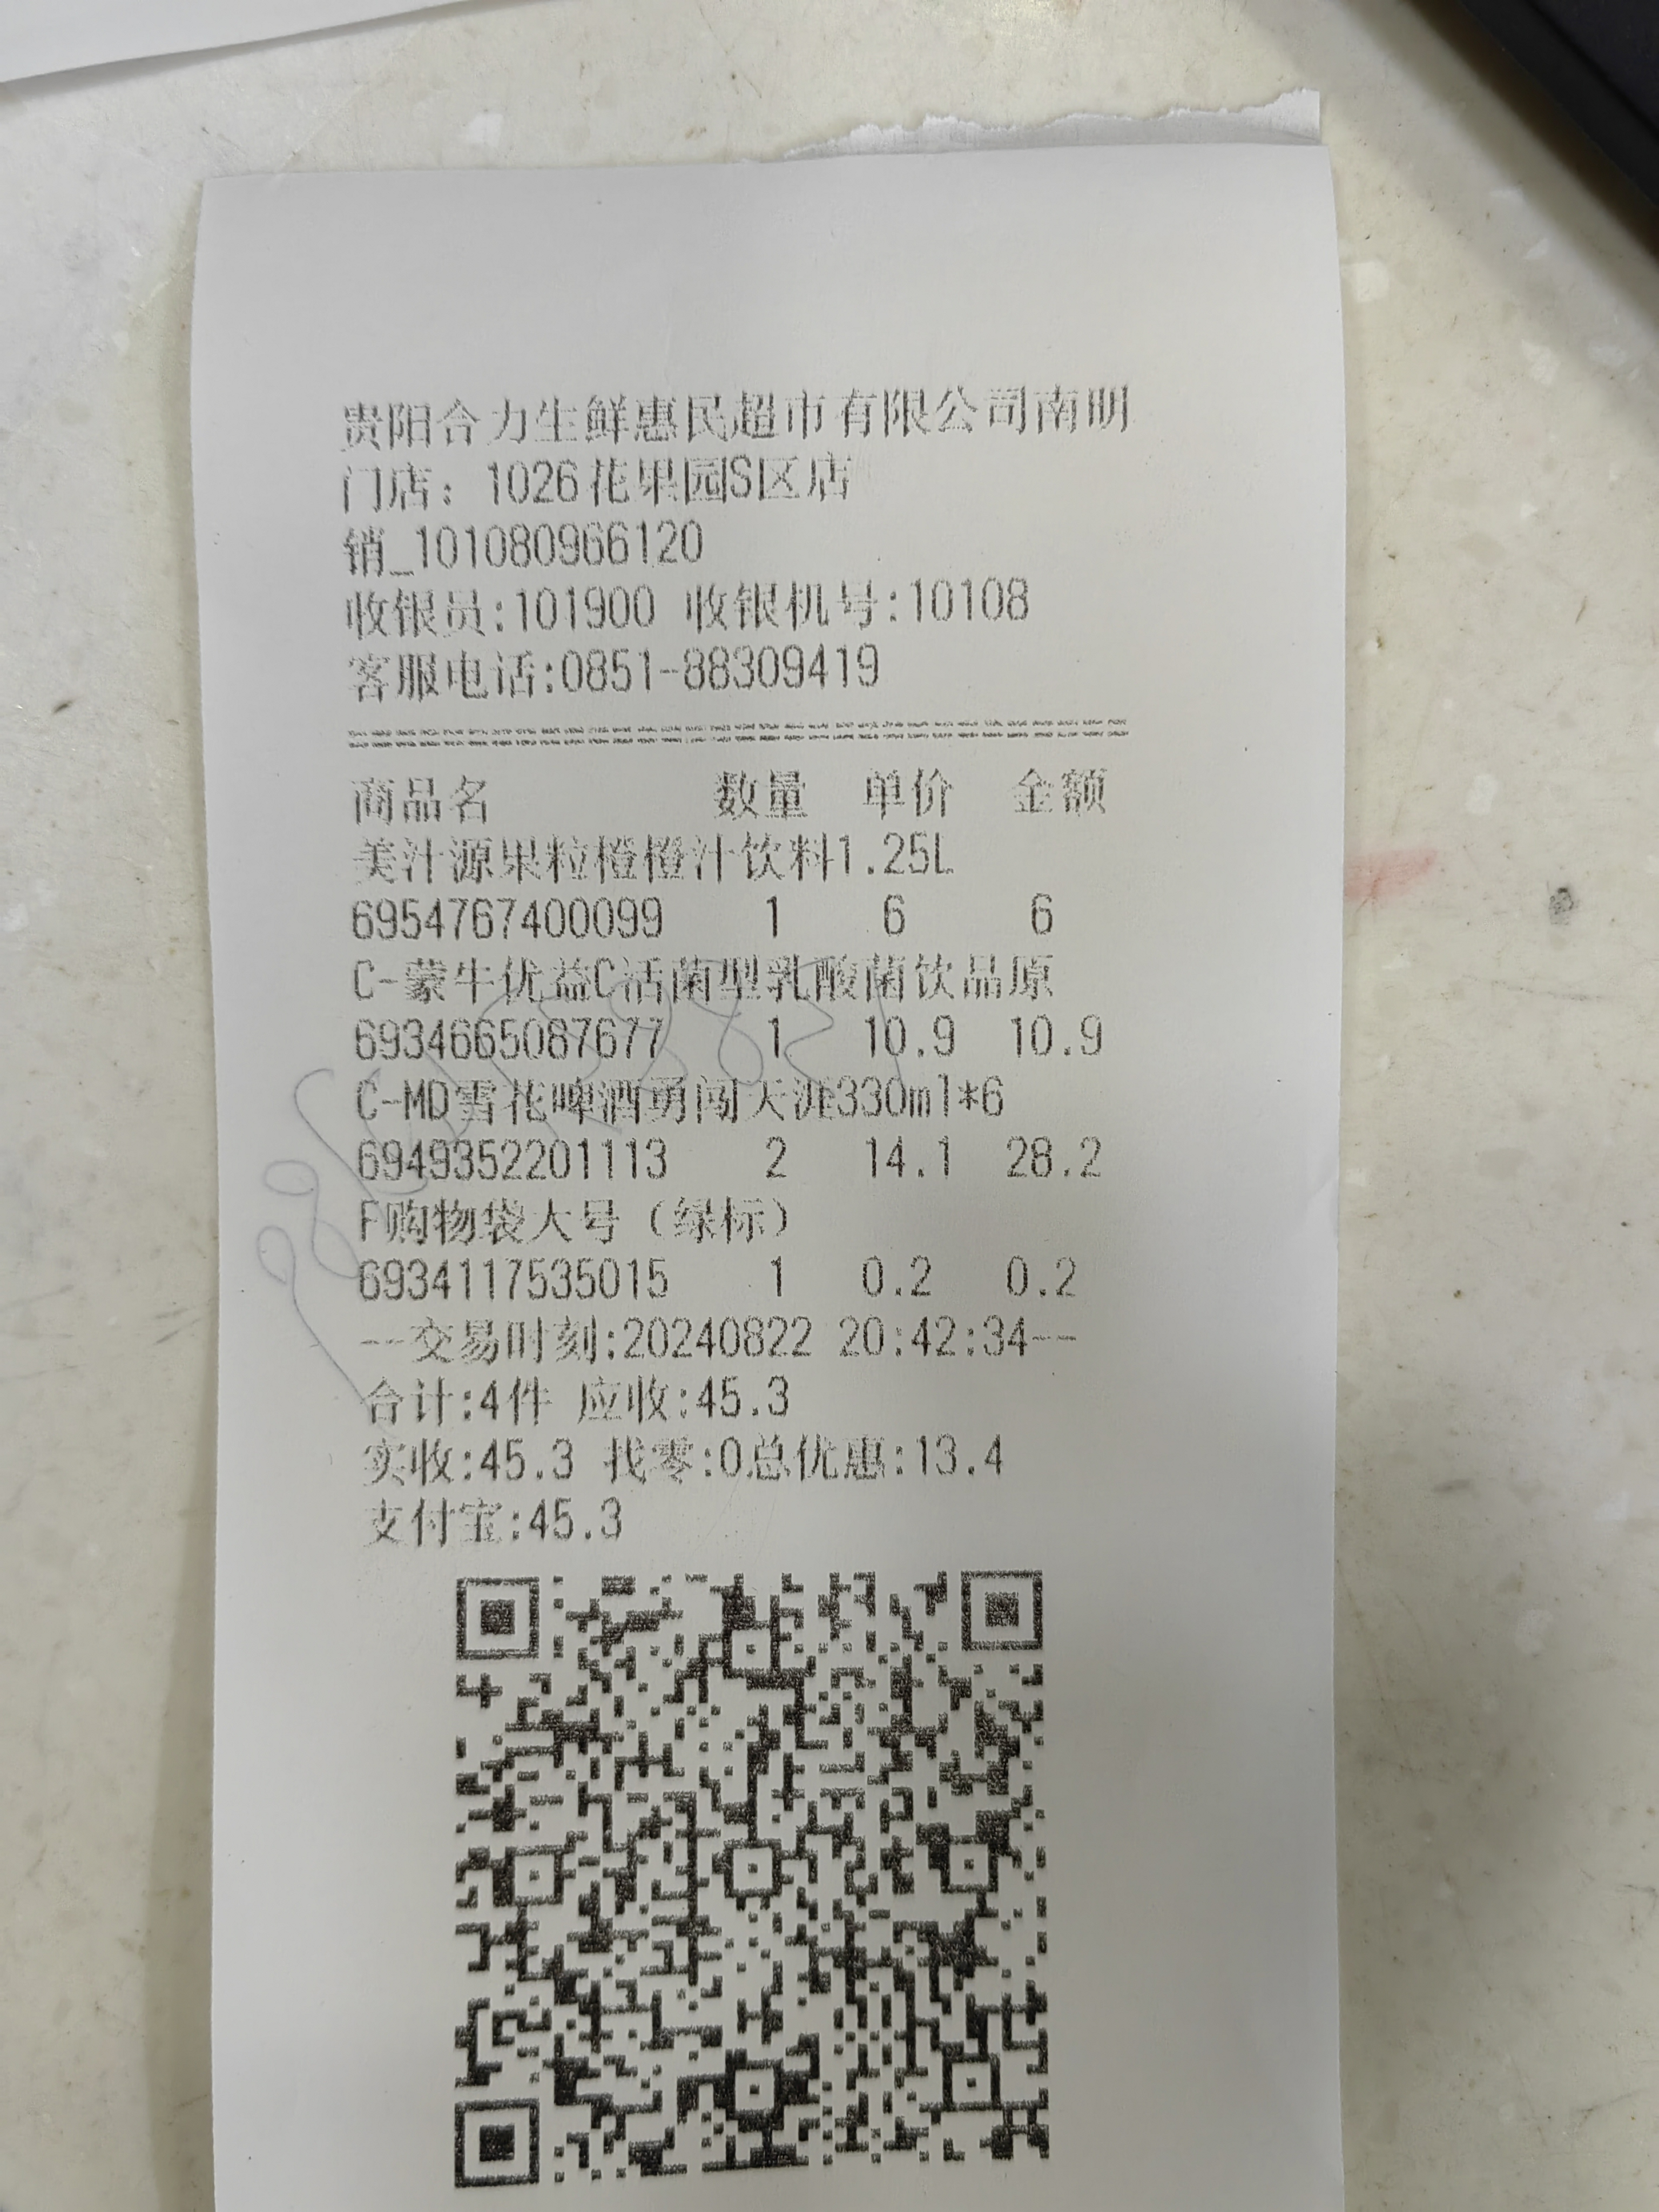 贵阳合力生鲜惠民超市有限公司南明
门店：1026花果园S区店
销_101080966120
收银员:101900 收银机号:10108
客服电话:0851-88309419
商品名 数量 单价 金额
美汁源果粒橙橙汁饮料1.25L
6954767400099 1 6 6
C-蒙牛优益C活菌型乳酸菌饮品原
6934665087677 1 10.9 10.9
C-MD雪花啤酒勇闯天涯330ml*6
6949352201113 2 14.1 28.2
F购物袋大号（绿标）
6934117535015 1 0.2 0.2
--交易时刻:20240822 20:42:34--
合计:4件 应收:45.3
实收:45.3 找零:0总优惠:13.4
支付宝:45.3